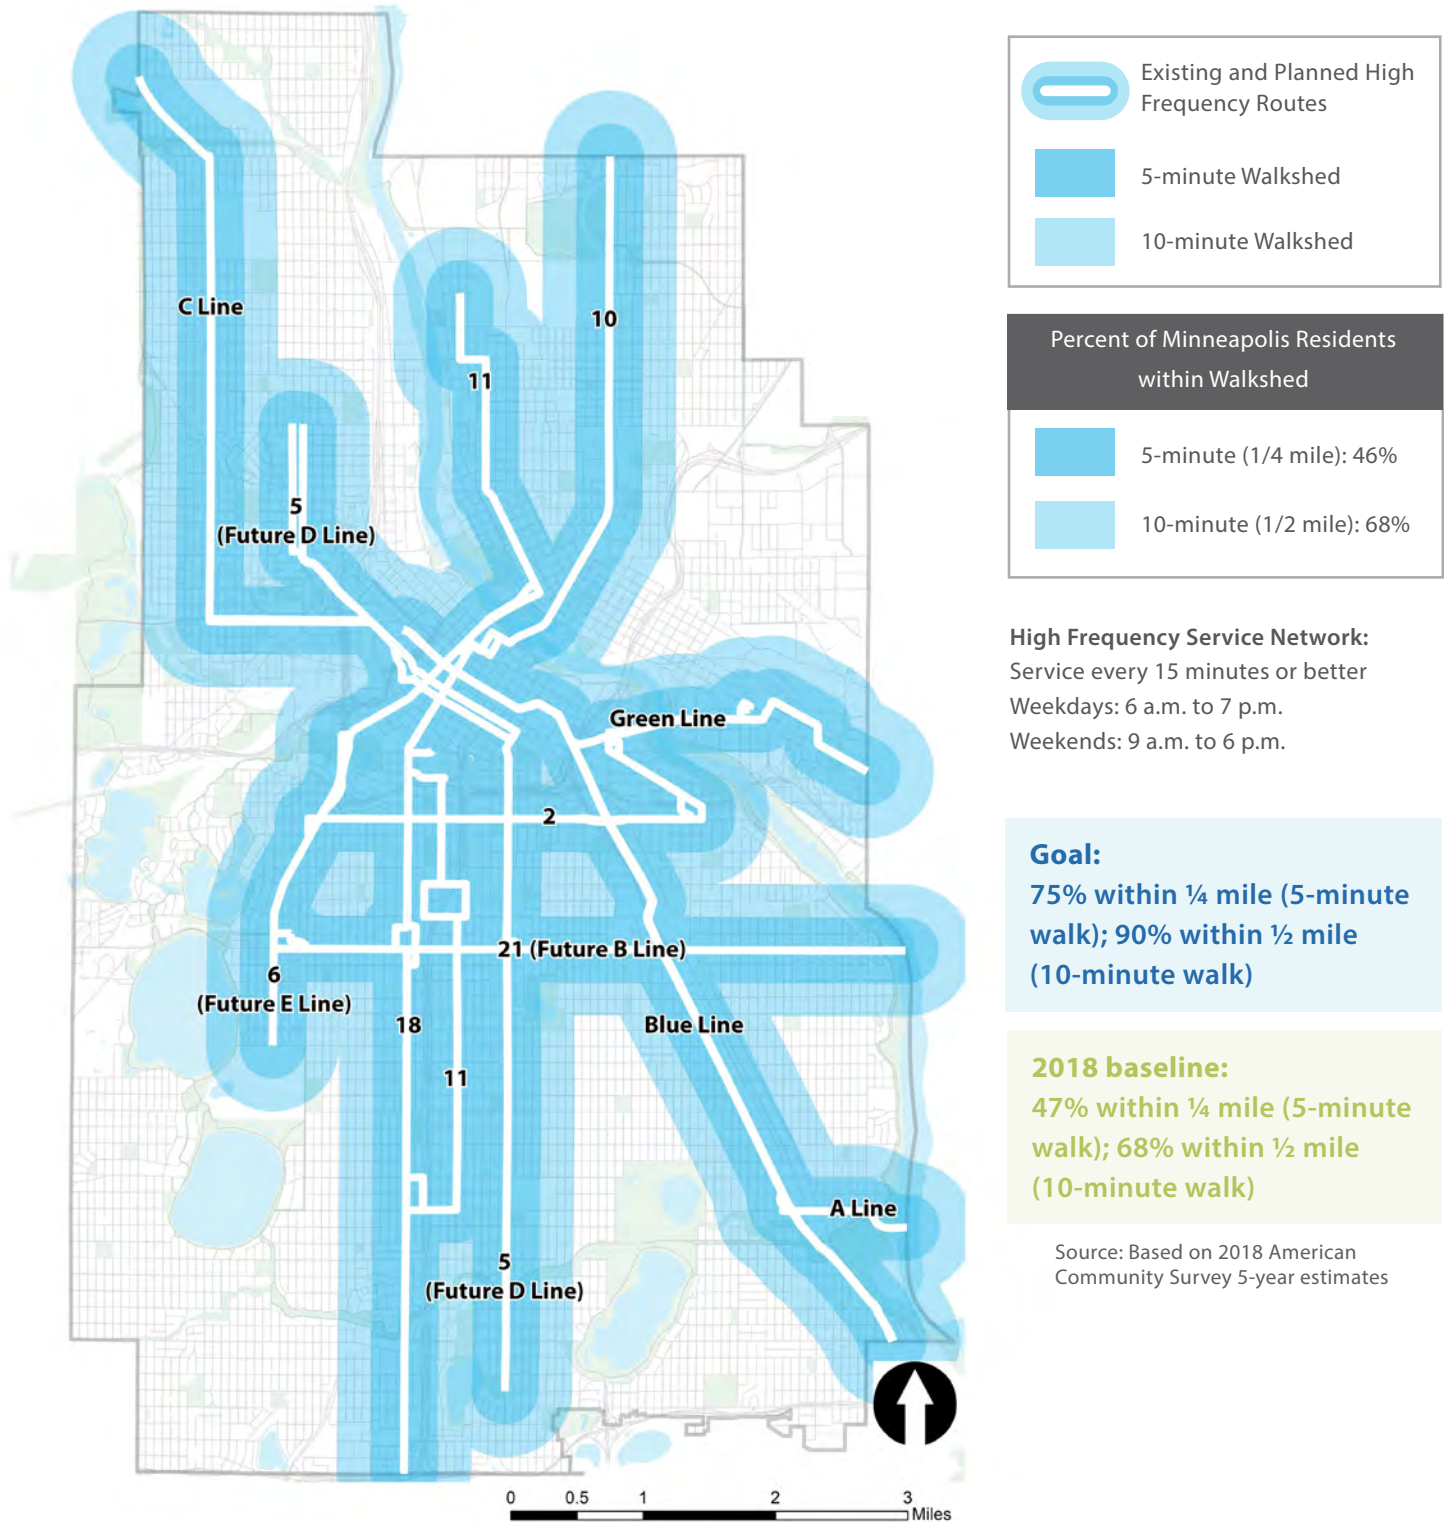 C Line
10
11
5
(Future D Line)
Green Line
2
21 (Future B Line)
6
(Future E Line)
18
Blue Line
11
A Line
5
(Future D Line)
0 0.5 1 2 3
Miles
Existing and Planned High
Frequency Routes
5-minute Walkshed
10-minute Walkshed
Percent of Minneapolis Residents
within Walkshed
5-minute (1/4 mile): 46%
10-minute (1/2 mile): 68%
High Frequency Service Network:
Service every 15 minutes or better
Weekdays: 6 a.m. to 7 p.m.
Weekends: 9 a.m. to 6 p.m.
Goal:
75% within ¼ mile (5-minute
walk); 90% within ½ mile
(10-minute walk)
2018 baseline:
47% within ¼ mile (5-minute
walk); 68% within ½ mile
(10-minute walk)
Source: Based on 2018 American
Community Survey 5-year estimates